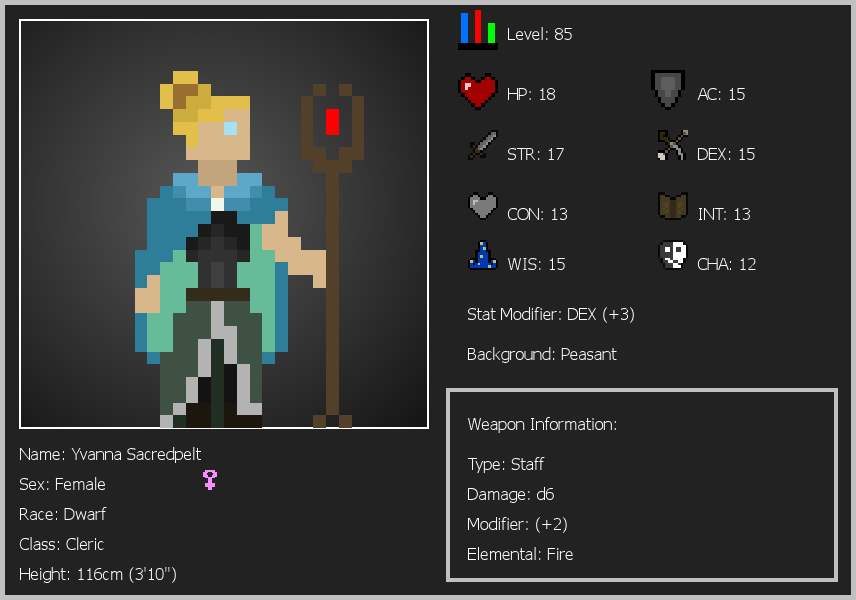 Level: 85
HP: 18
AC: 15
STR: 17
DEX: 15
CON: 13
INT: 13
WIS: 15
CHA: 12
Stat Modifier: DEX (+3)
Background: Peasant
Weapon Information:
Type: Staff
Damage: d6
Modifier: (+2)
Elemental: Fire
Name: Yvanna Sacredpelt
Sex: Female
Race: Dwarf
Class: Cleric
Height: 116cm (3'10")